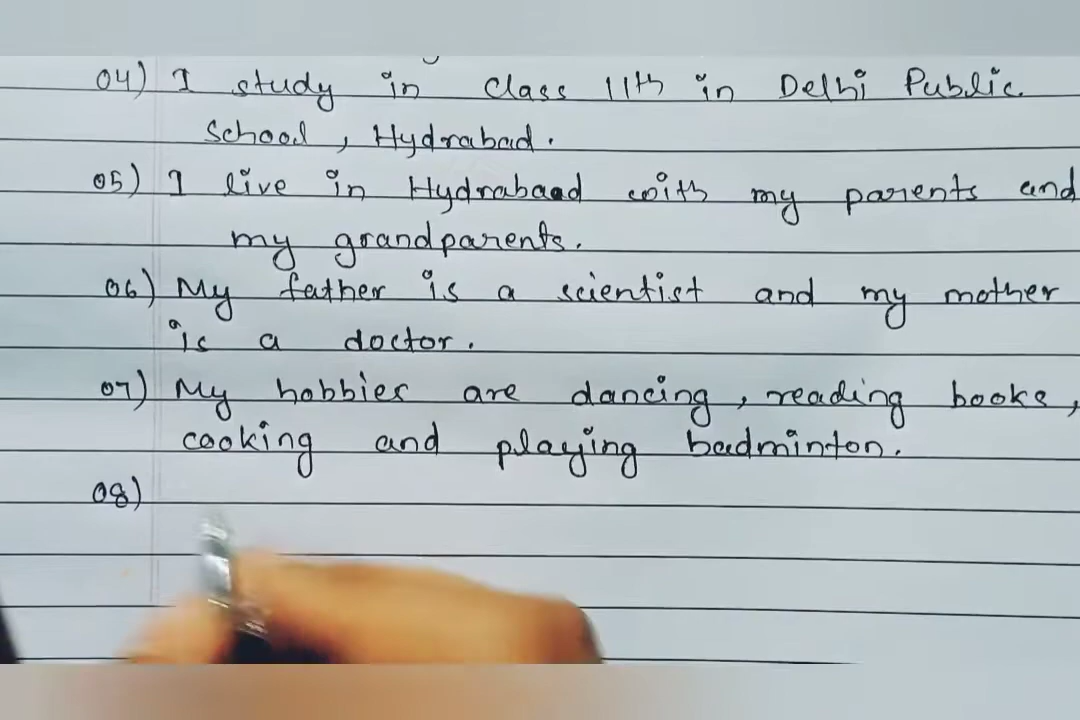 04) I study in class 11th in Delhi Public
School, Hydrabad.
05) I live in Hydrabad with my parents and
my grandparents.
06) My father is a scientist and my mother
is a doctor.
07) My hobbies are dancing, reading books,
cooking and playing badminton.
08)